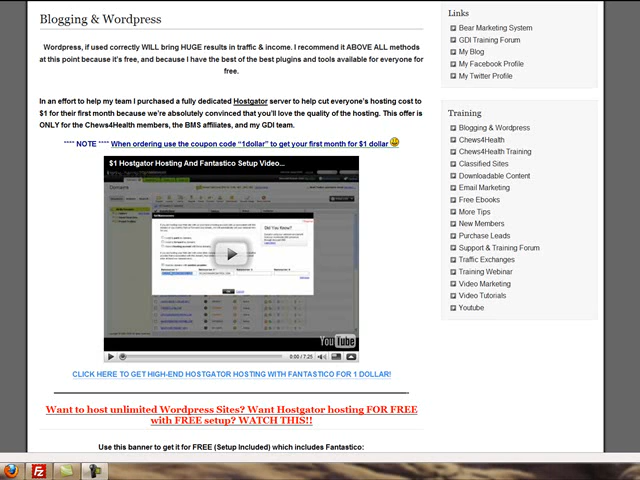 Blogging & Wordpress
Wordpress, if used correctly WILL bring HUGE results in traffic & income. I recommend it ABOVE ALL methods
at this point because it's free, and because I have the best of the best plugins and tools available for everyone for
free.
In an effort to help my team I purchased a fully dedicated Hostgator server to help cut everyone's hosting cost to
$1 for their first month because we're absolutely convinced that you'll love the quality of the hosting. This offer is
ONLY for the Chews4Health members, the BMS affiliates, and my GDI team.
**** NOTE **** When ordering use the coupon code "1dollar" to get your first month for $1 dollar
$1 Hostgator Hosting And Fantastico Setup Video...
Domains
Did You Know?
YouTube
0:00 / 7:25
CLICK HERE TO GET HIGH-END HOSTGATOR HOSTING WITH FANTASTICO FOR 1 DOLLAR!
Want to host unlimited Wordpress Sites? Want Hostgator hosting FOR FREE
with FREE setup? WATCH THIS!!
Use this banner to get it for FREE (Setup Included) which includes Fantastico:
Links
Bear Marketing System
GDI Training Forum
My Blog
My Facebook Profile
My Twitter Profile
Training
Blogging & Wordpress
Chews4Health
Chews4Health Training
Classified Sites
Downloadable Content
Email Marketing
Free Ebooks
More Tips
New Members
Purchase Leads
Support & Training Forum
Traffic Exchanges
Training Webinar
Video Marketing
Video Tutorials
Youtube